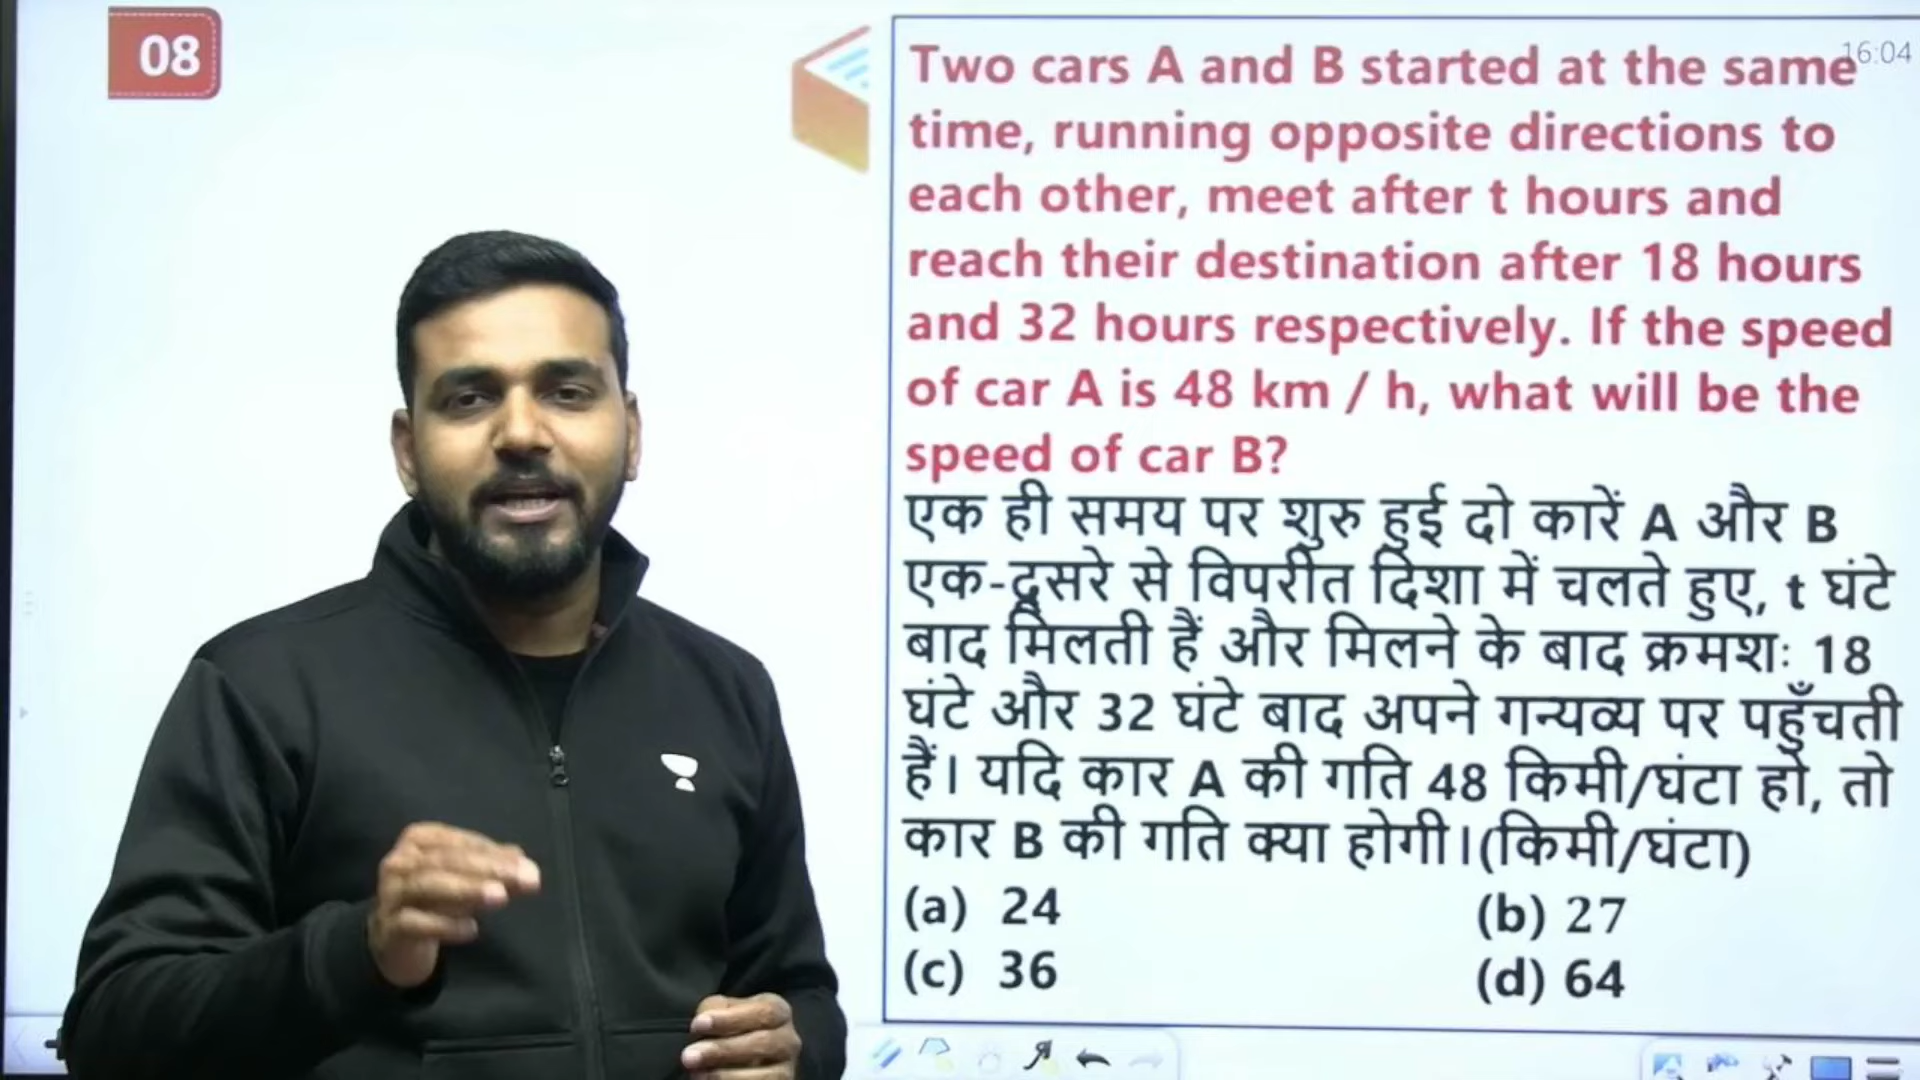 08
16:04
Two cars A and B started at the same
time, running opposite directions to
each other, meet after t hours and
reach their destination after 18 hours
and 32 hours respectively. If the speed
of car A is 48 km / h, what will be the
speed of car B?
एक ही समय पर शुरु हुई दो कारें A और B
एक-दूसरे से विपरीत दिशा में चलते हुए, t घंटे
बाद मिलती हैं और मिलने के बाद क्रमशः 18
घंटे और 32 घंटे बाद अपने गन्यव्य पर पहुँचती
हैं। यदि कार A की गति 48 किमी/घंटा हो, तो
कार B की गति क्या होगी।(किमी/घंटा)
(a) 24 (b) 27
(c) 36 (d) 64